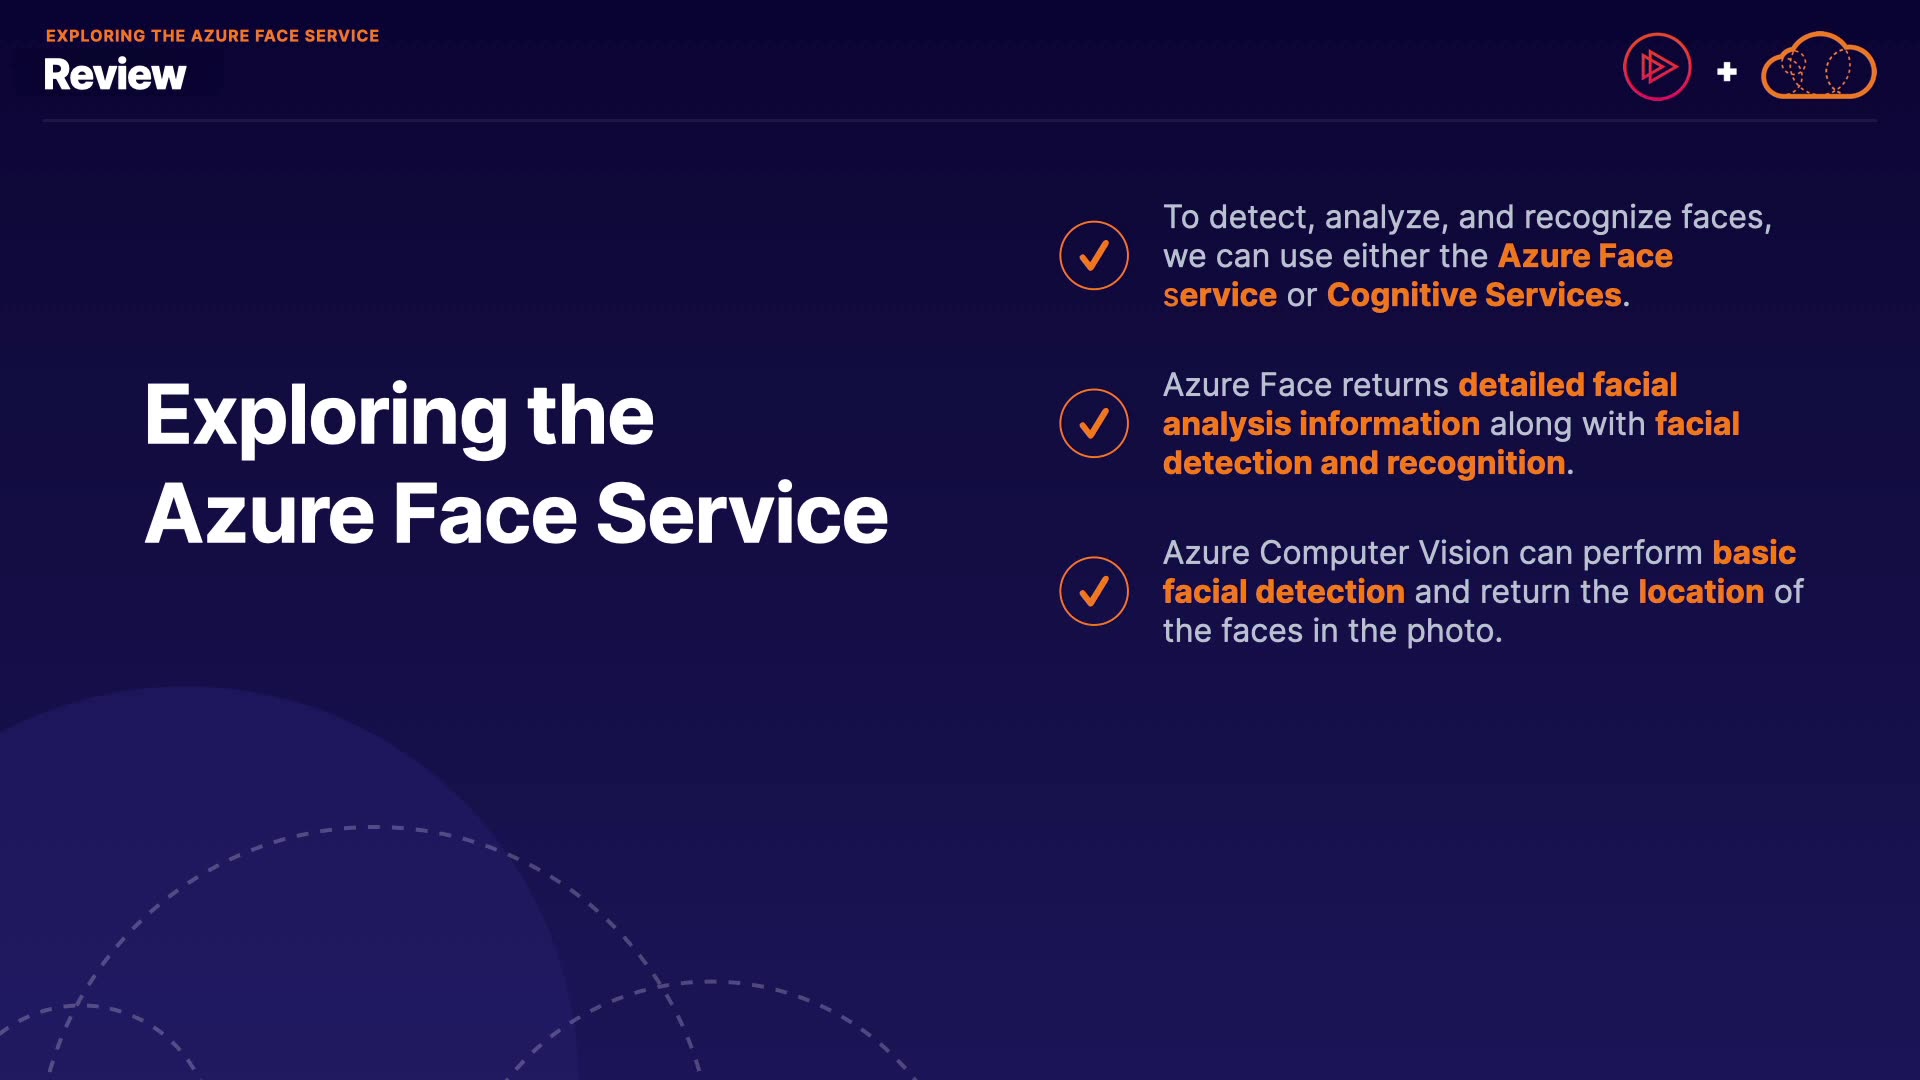 EXPLORING THE AZURE FACE SERVICE
Review
Exploring the
Azure Face Service
To detect, analyze, and recognize faces,
we can use either the Azure Face
service or Cognitive Services.
Azure Face returns detailed facial
analysis information along with facial
detection and recognition.
Azure Computer Vision can perform basic
facial detection and return the location of
the faces in the photo.